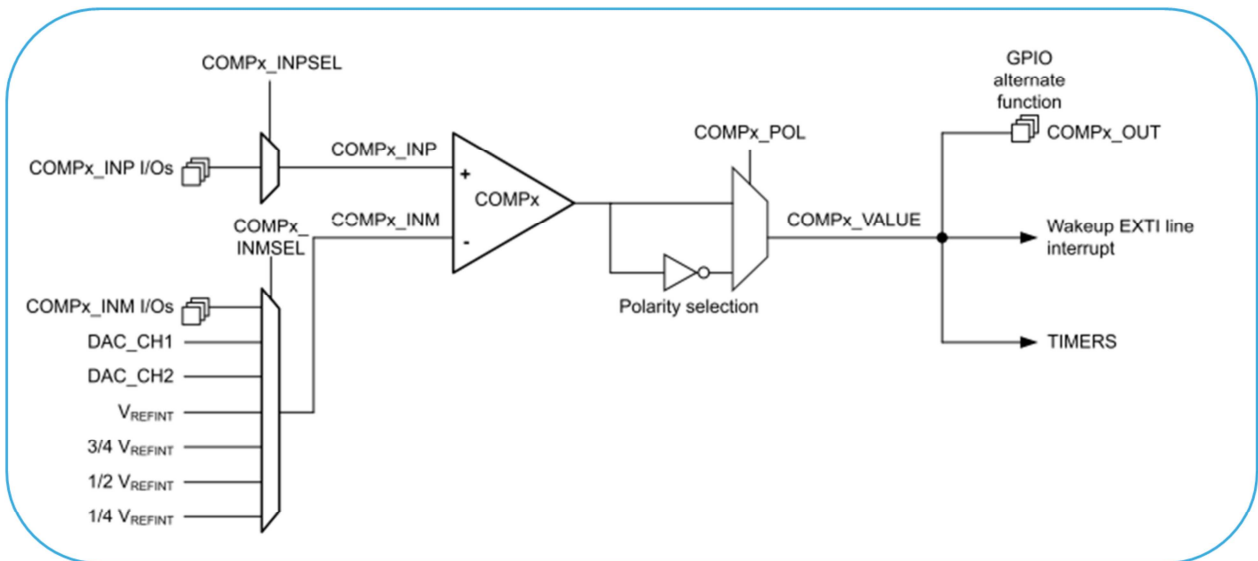 COMPx_INPSEL
COMPx_INP I/Os
COMPx_INP
+
COMPx
-
COMPx_INM
COMPx_
INMSEL
COMPx_INM I/Os
DAC_CH1
DAC_CH2
VREFINT
3/4 VREFINT
1/2 VREFINT
1/4 VREFINT
COMPx_POL
Polarity selection
COMPx_VALUE
GPIO
alternate
function
COMPx_OUT
Wakeup EXTI line
interrupt
TIMERS